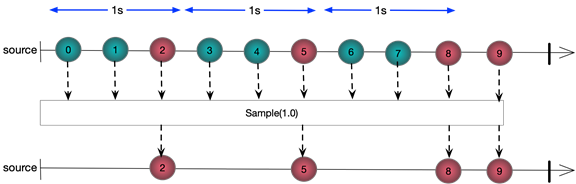 1s 1s 1s
source 0 1 2 3 4 5 6 7 8 9
Sample(1.0)
source 2 5 8 9